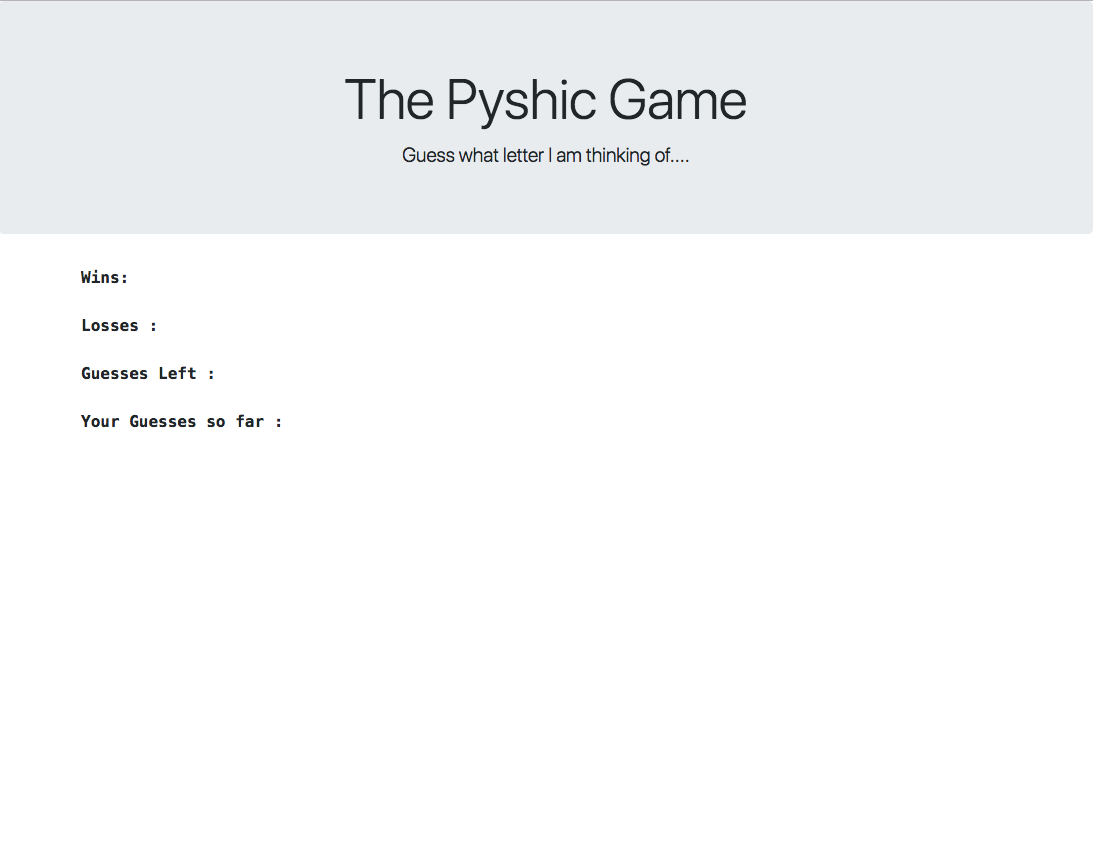 The Pyshic Game
Guess what letter I am thinking of....
Wins:
Losses :
Guesses Left :
Your Guesses so far :